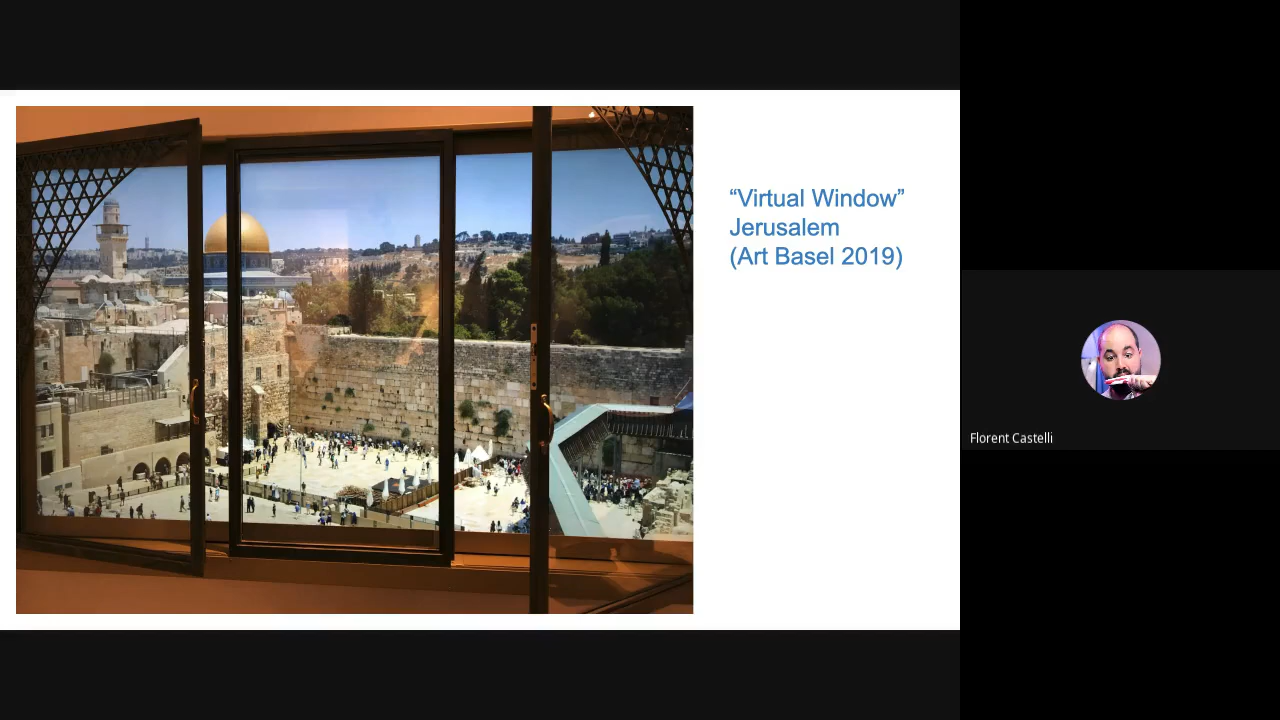 “Virtual Window”
Jerusalem
(Art Basel 2019)
Florent Castelli